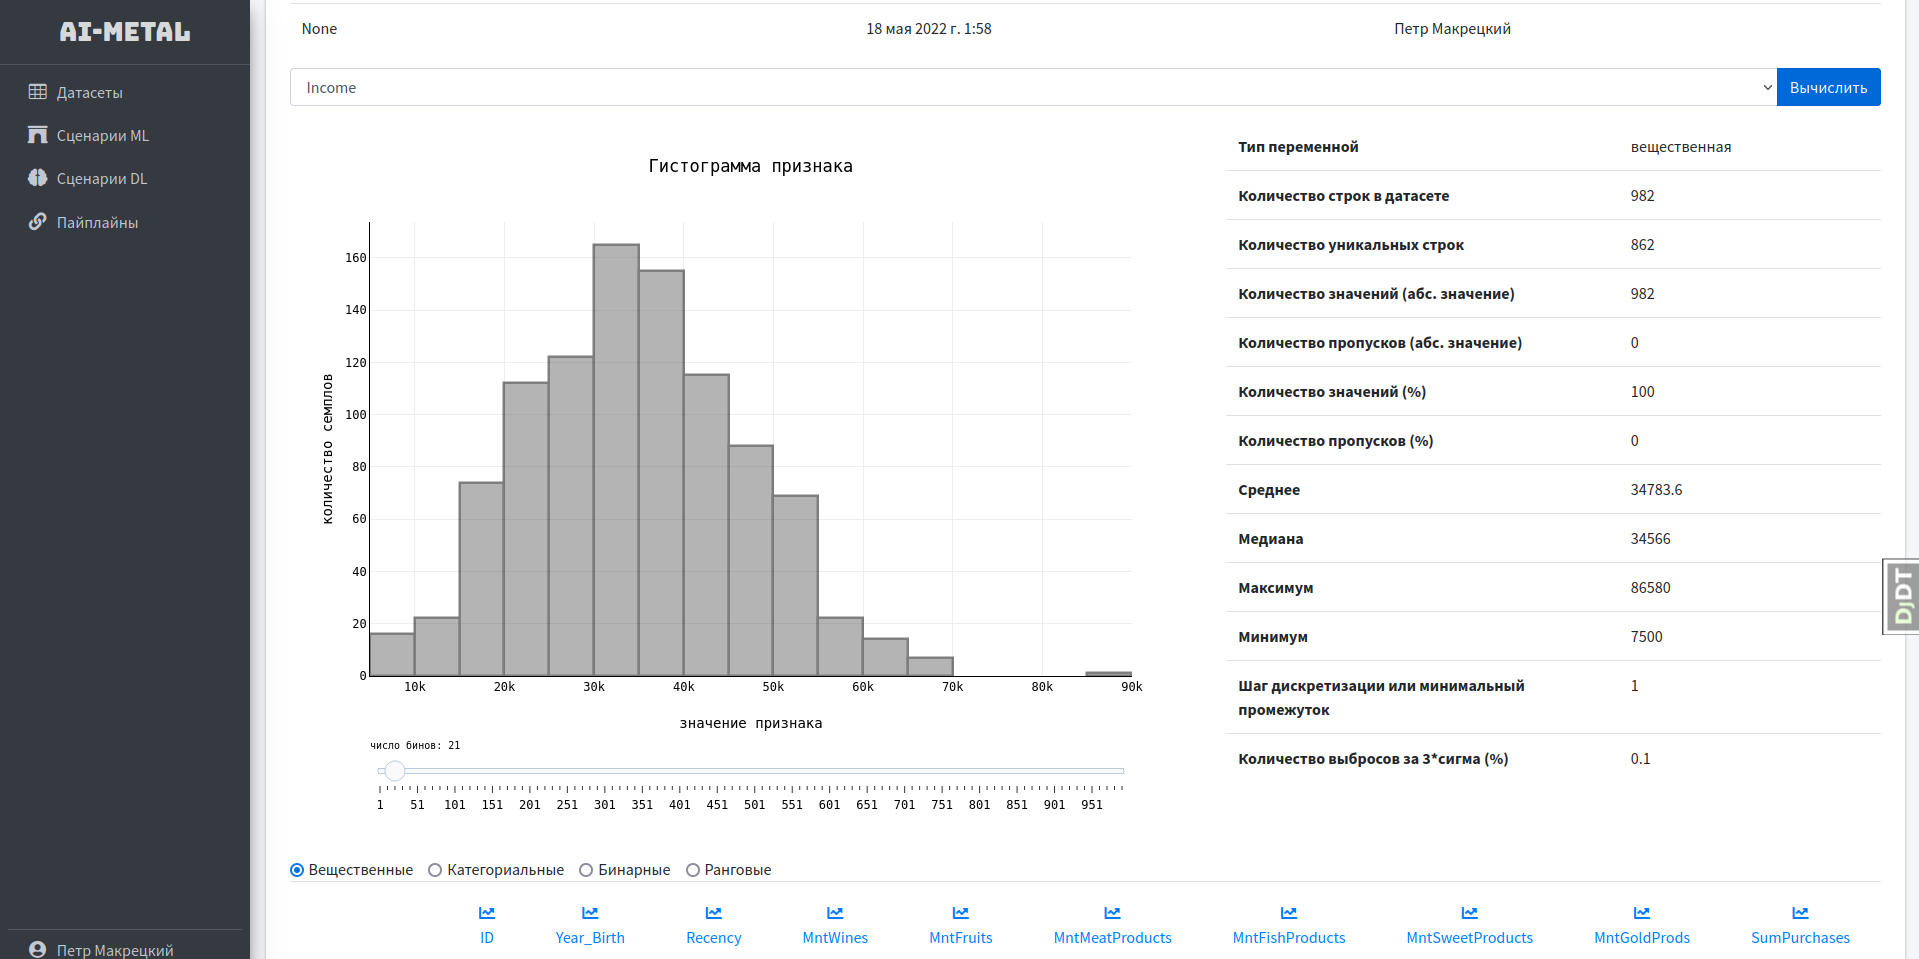 AI-METAL
Датасеты
Сценарии ML
Сценарии DL
Пайплайны
Петр Макрецкий
None 18 мая 2022 г. 1:58 Петр Макрецкий
Income Вычислить
Гистограмма признака
количество семплов
160
140
120
100
80
60
40
20
0
10k 20k 30k 40k 50k 60k 70k 80k 90k
значение признака
число бинов: 21
1 51 101 151 201 251 301 351 401 451 501 551 601 651 701 751 801 851 901 951
Тип переменной вещественная
Количество строк в датасете 982
Количество уникальных строк 862
Количество значений (абс. значение) 982
Количество пропусков (абс. значение) 0
Количество значений (%) 100
Количество пропусков (%) 0
Среднее 34783.6
Медиана 34566
Максимум 86580
Минимум 7500
Шаг дискретизации или минимальный 1
промежуток
Количество выбросов за 3*сигма (%) 0.1
DjDT
Вещественные Категориальные Бинарные Ранговые
ID Year_Birth Recency MntWines MntFruits MntMeatProducts MntFishProducts MntSweetProducts MntGoldProds SumPurchases